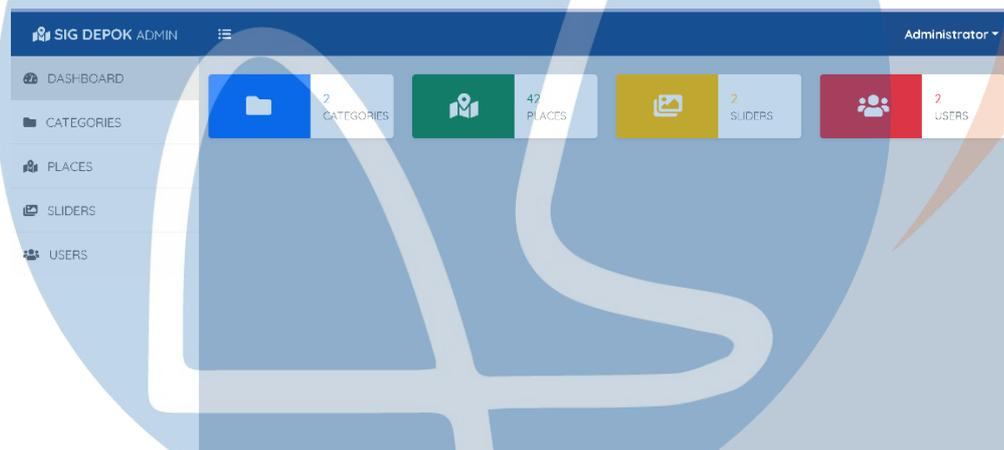 SIG DEPOK ADMIN
Administrator
DASHBOARD
CATEGORIES
PLACES
SLIDERS
USERS
2
CATEGORIES
42
PLACES
2
SLIDERS
2
USERS